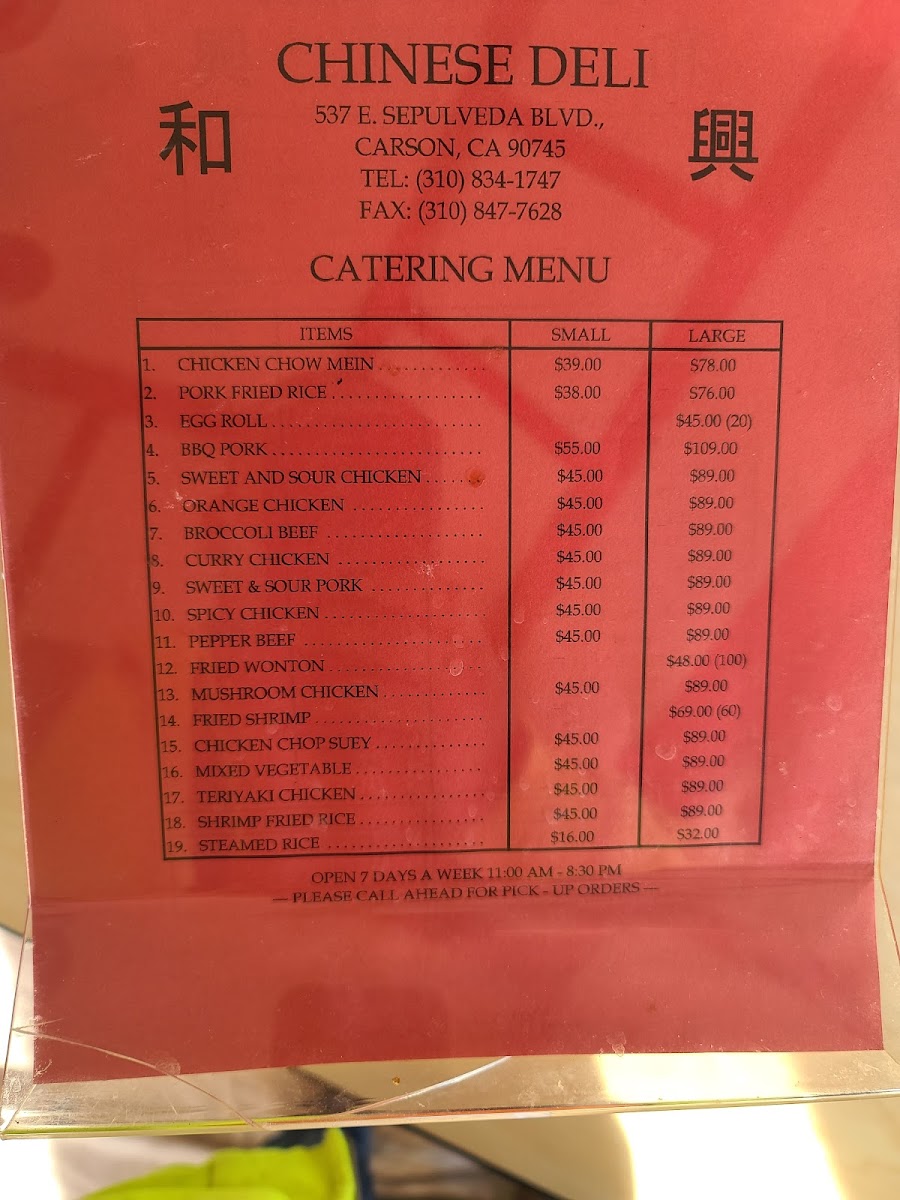 CHINESE DELI
和 興
537 E. SEPULVEDA BLVD.,
CARSON, CA 90745
TEL: (310) 834-1747
FAX: (310) 847-7628
CATERING MENU
ITEMS SMALL LARGE
1. CHICKEN CHOW MEIN . . . . . . . . . . . . . $39.00 $78.00
2. PORK FRIED RICE . . . . . . . . . . . . . . . . . . . $38.00 $76.00
3. EGG ROLL . . . . . . . . . . . . . . . . . . . . . . . . . . $45.00 (20)
4. BBQ PORK . . . . . . . . . . . . . . . . . . . . . . . . . . $55.00 $109.00
5. SWEET AND SOUR CHICKEN . . . . . . . $45.00 $89.00
6. ORANGE CHICKEN . . . . . . . . . . . . . . . . . $45.00 $89.00
7. BROCCOLI BEEF . . . . . . . . . . . . . . . . . . . . $45.00 $89.00
8. CURRY CHICKEN . . . . . . . . . . . . . . . . . . . $45.00 $89.00
9. SWEET & SOUR PORK . . . . . . . . . . . . . . $45.00 $89.00
10. SPICY CHICKEN . . . . . . . . . . . . . . . . . . . . $45.00 $89.00
11. PEPPER BEEF . . . . . . . . . . . . . . . . . . . . . . . $45.00 $89.00
12. FRIED WONTON . . . . . . . . . . . . . . . . . . . . $48.00 (100)
13. MUSHROOM CHICKEN . . . . . . . . . . . . . $45.00 $89.00
14. FRIED SHRIMP . . . . . . . . . . . . . . . . . . . . . . $69.00 (60)
15. CHICKEN CHOP SUEY . . . . . . . . . . . . . . $45.00 $89.00
16. MIXED VEGETABLE . . . . . . . . . . . . . . . . . $45.00 $89.00
17. TERIYAKI CHICKEN . . . . . . . . . . . . . . . . $45.00 $89.00
18. SHRIMP FRIED RICE . . . . . . . . . . . . . . . . $45.00 $89.00
19. STEAMED RICE . . . . . . . . . . . . . . . . . . . . $16.00 $32.00
OPEN 7 DAYS A WEEK 11:00 AM - 8:30 PM
— PLEASE CALL AHEAD FOR PICK - UP ORDERS —